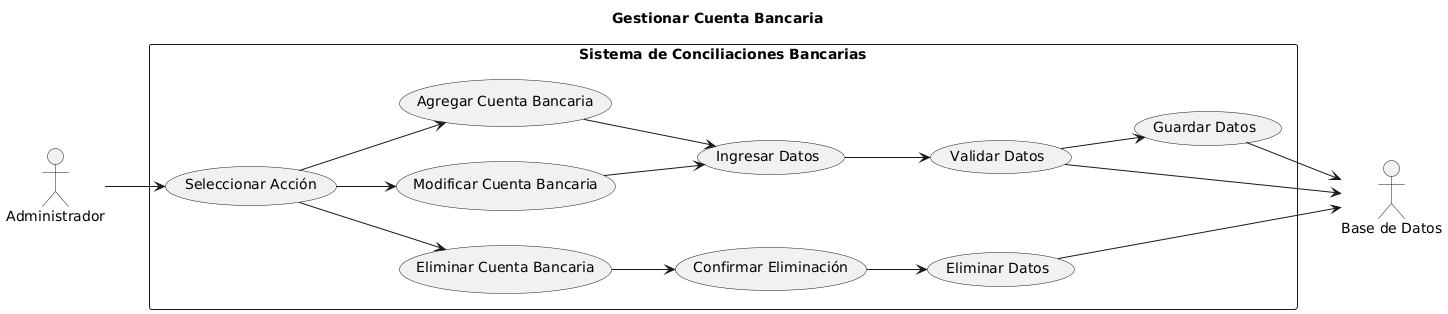 Gestionar Cuenta Bancaria
Sistema de Conciliaciones Bancarias
Administrador
Seleccionar Acción
Agregar Cuenta Bancaria
Modificar Cuenta Bancaria
Eliminar Cuenta Bancaria
Ingresar Datos
Confirmar Eliminación
Validar Datos
Eliminar Datos
Guardar Datos
Base de Datos